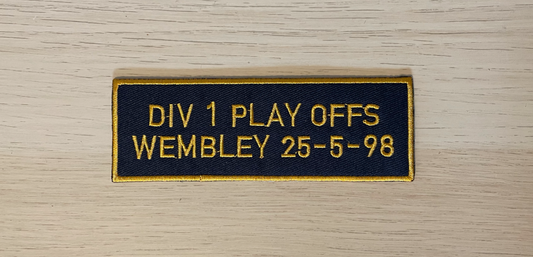 DIV 1 PLAY OFFS
WEMBLEY 25-5-98